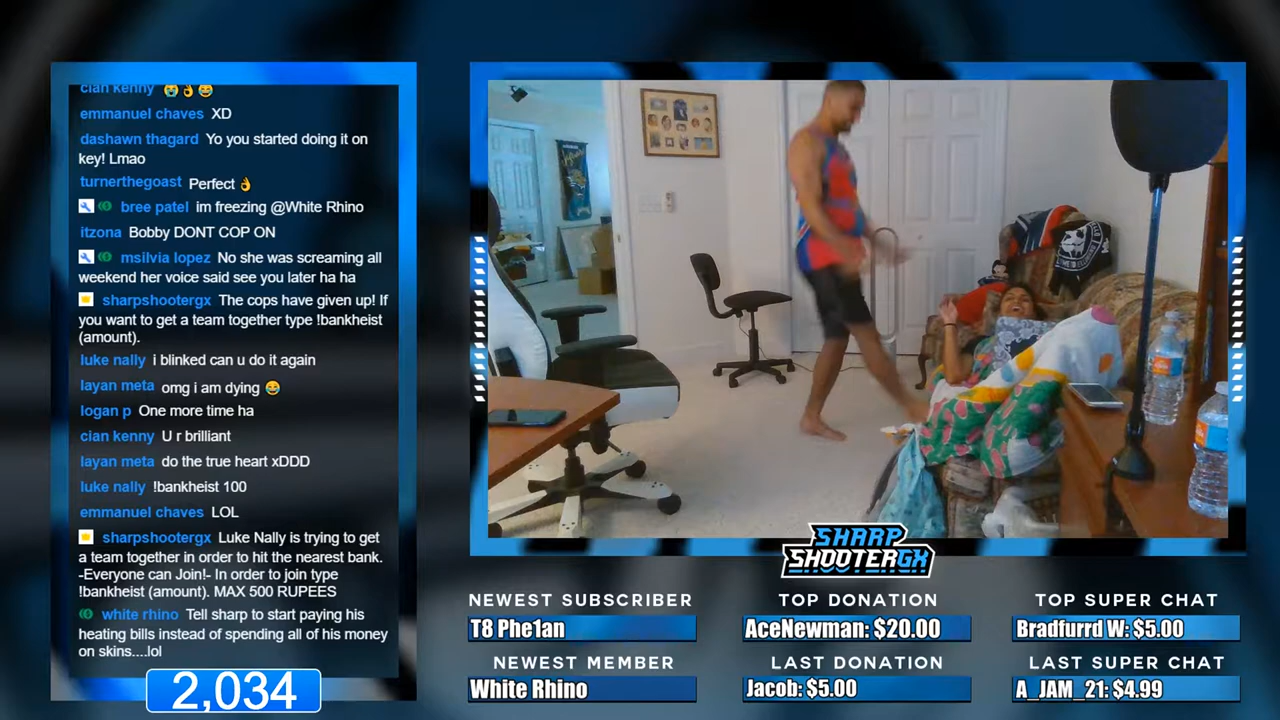 cian kenny 😭👌😂
emmanuel chaves XD
dashawn thagard Yo you started doing it on
key! Lmao
turnerthegoast Perfect 👌
bree patel im freezing @White Rhino
itzona Bobby DONT COP ON
msilvia lopez No she was screaming all
weekend her voice said see you later ha ha
sharpshootergx The cops have given up! If
you want to get a team together type !bankheist
(amount).
luke nally i blinked can u do it again
layan meta omg i am dying 😂
logan p One more time ha
cian kenny U r brilliant
layan meta do the true heart xDDD
luke nally !bankheist 100
emmanuel chaves LOL
sharpshootergx Luke Nally is trying to get
a team together in order to hit the nearest bank.
-Everyone can Join!- In order to join type
!bankheist (amount). MAX 500 RUPEES
white rhino Tell sharp to start paying his
heating bills instead of spending all of his money
on skins....lol
2,034
SHARP
SHOOTERGX
NEWEST SUBSCRIBER
T8 Phe1an
NEWEST MEMBER
White Rhino
TOP DONATION
AceNewman: $20.00
LAST DONATION
Jacob: $5.00
TOP SUPER CHAT
Bradfurrd W: $5.00
LAST SUPER CHAT
A_JAM_21: $4.99